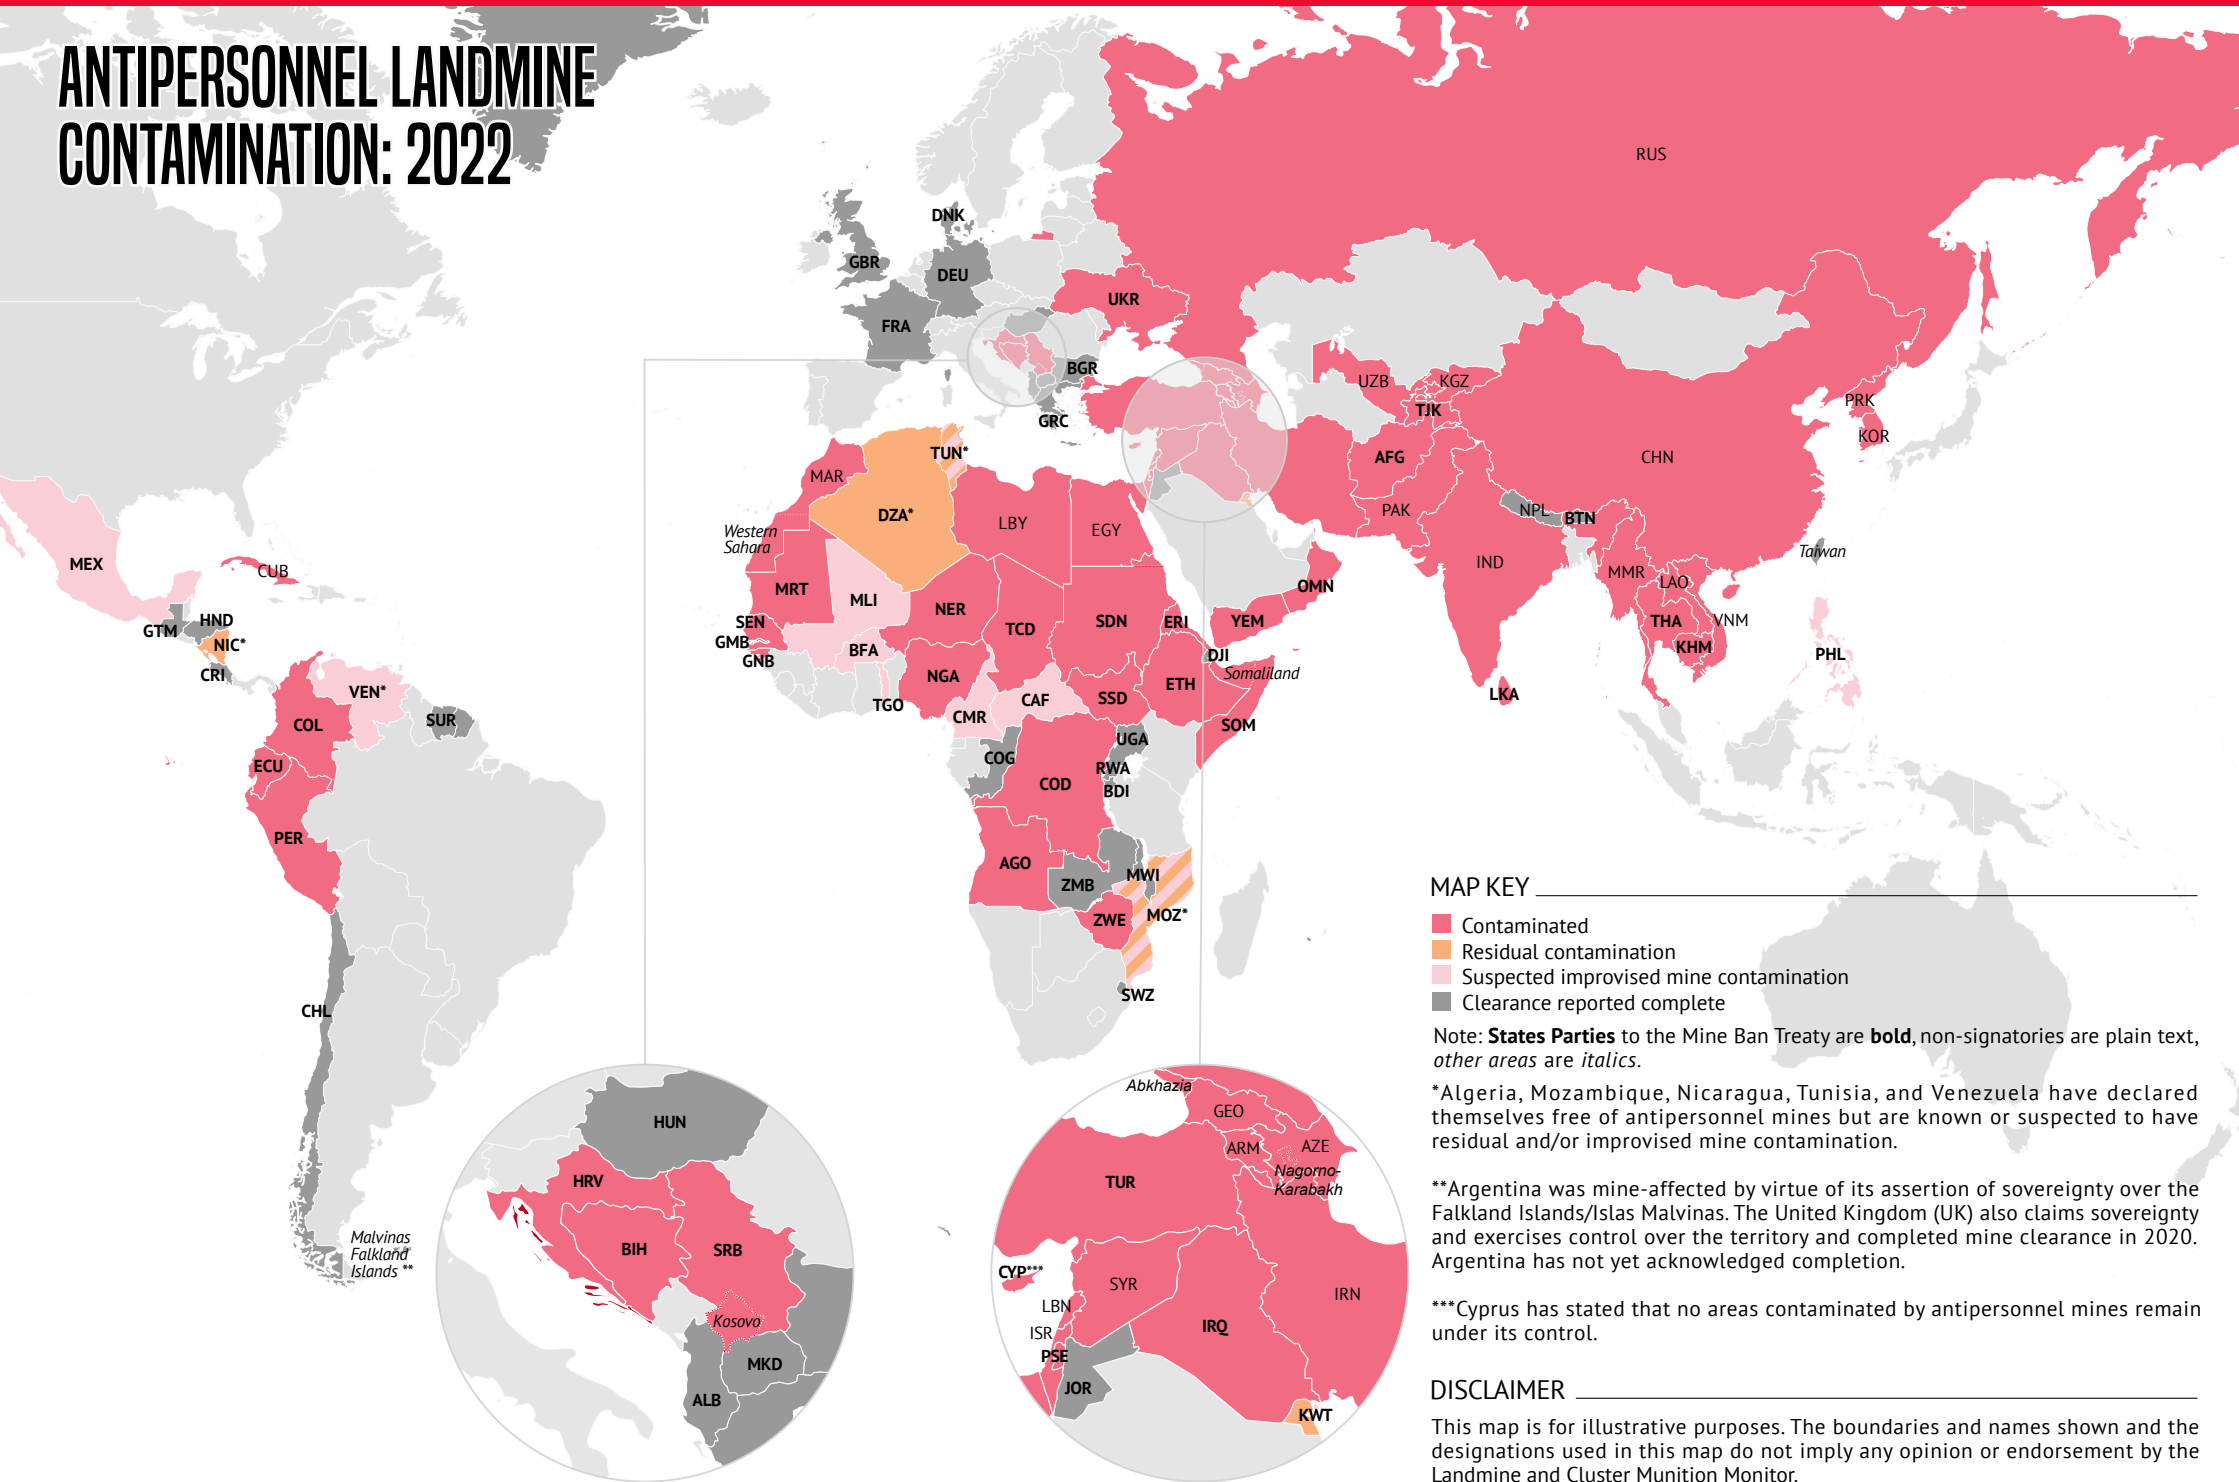 ANTIPERSONNEL LANDMINE
CONTAMINATION: 2022
RUS
DNK
GBR
DEU
UKR
FRA
BGR
GRC
UZB
KGZ
TJK
PRK
KOR
AFG
CHN
PAK
NPL
BTN
IND
MMR
LAO
THA
VNM
KHM
LKA
Taiwan
PHL
TUN*
MAR
DZA*
LBY
EGY
Western
Sahara
MRT
MLI
NER
TCD
SDN
ERI
YEM
OMN
SEN
GMB
GNB
BFA
NGA
TGO
CMR
CAF
SSD
ETH
DJI
Somaliland
SOM
COG
UGA
RWA
COD
BDI
AGO
ZMB
MWI
ZWE
MOZ*
SWZ
MEX
CUB
GTM
HND
NIC*
CRI
VEN*
COL
SUR
ECU
PER
CHL
Malvinas
Falkland
Islands **
HUN
HRV
BIH
SRB
Kosovo
MKD
ALB
Abkhazia
GEO
ARM
AZE
Nagorno-
Karabakh
TUR
CYP***
SYR
LBN
ISR
PSE
JOR
IRQ
IRN
KWT
MAP KEY
Contaminated
Residual contamination
Suspected improvised mine contamination
Clearance reported complete
Note: States Parties to the Mine Ban Treaty are bold, non-signatories are plain text,
other areas are italics.
*Algeria, Mozambique, Nicaragua, Tunisia, and Venezuela have declared
themselves free of antipersonnel mines but are known or suspected to have
residual and/or improvised mine contamination.
**Argentina was mine-affected by virtue of its assertion of sovereignty over the
Falkland Islands/Islas Malvinas. The United Kingdom (UK) also claims sovereignty
and exercises control over the territory and completed mine clearance in 2020.
Argentina has not yet acknowledged completion.
***Cyprus has stated that no areas contaminated by antipersonnel mines remain
under its control.
DISCLAIMER
This map is for illustrative purposes. The boundaries and names shown and the
designations used in this map do not imply any opinion or endorsement by the
Landmine and Cluster Munition Monitor.